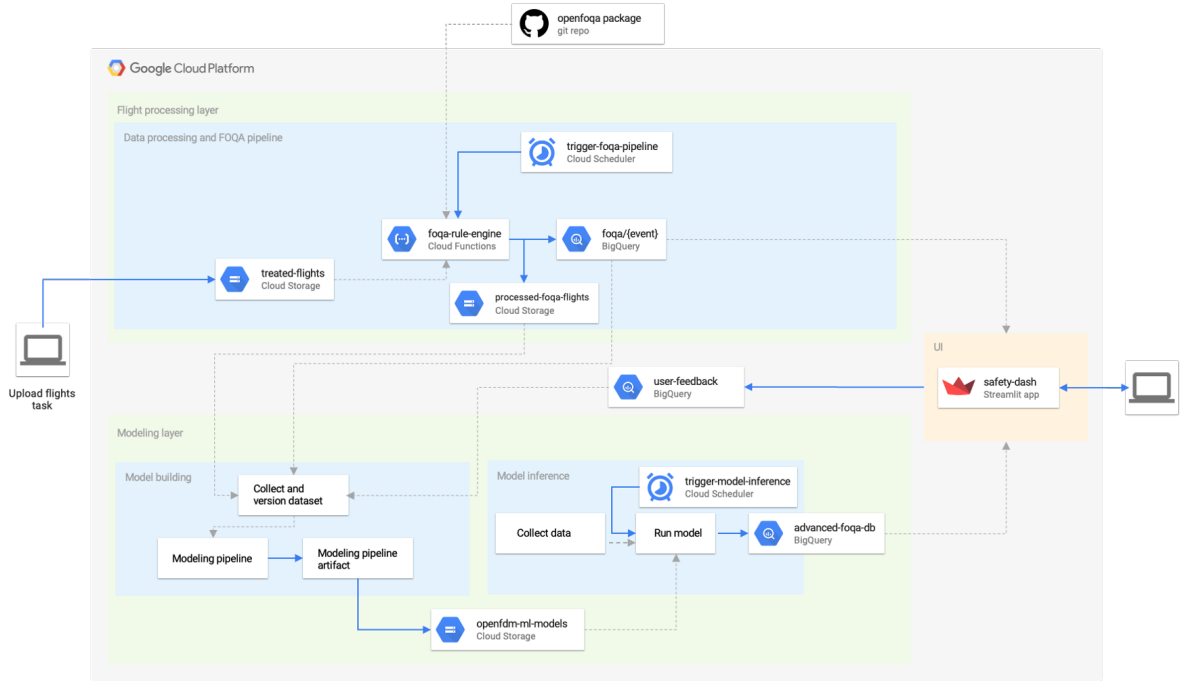 openfoqa package
git repo
Google Cloud Platform
Flight processing layer
Data processing and FOQA pipeline
trigger-foqa-pipeline
Cloud Scheduler
foqa-rule-engine
Cloud Functions
foqa/{event}
BigQuery
treated-flights
Cloud Storage
processed-foqa-flights
Cloud Storage
Upload flights
task
UI
safety-dash
Streamlit app
user-feedback
BigQuery
Modeling layer
Model building
Collect and
version dataset
Modeling pipeline
Modeling pipeline
artifact
Model inference
trigger-model-inference
Cloud Scheduler
Collect data
Run model
advanced-foqa-db
BigQuery
openfdm-ml-models
Cloud Storage